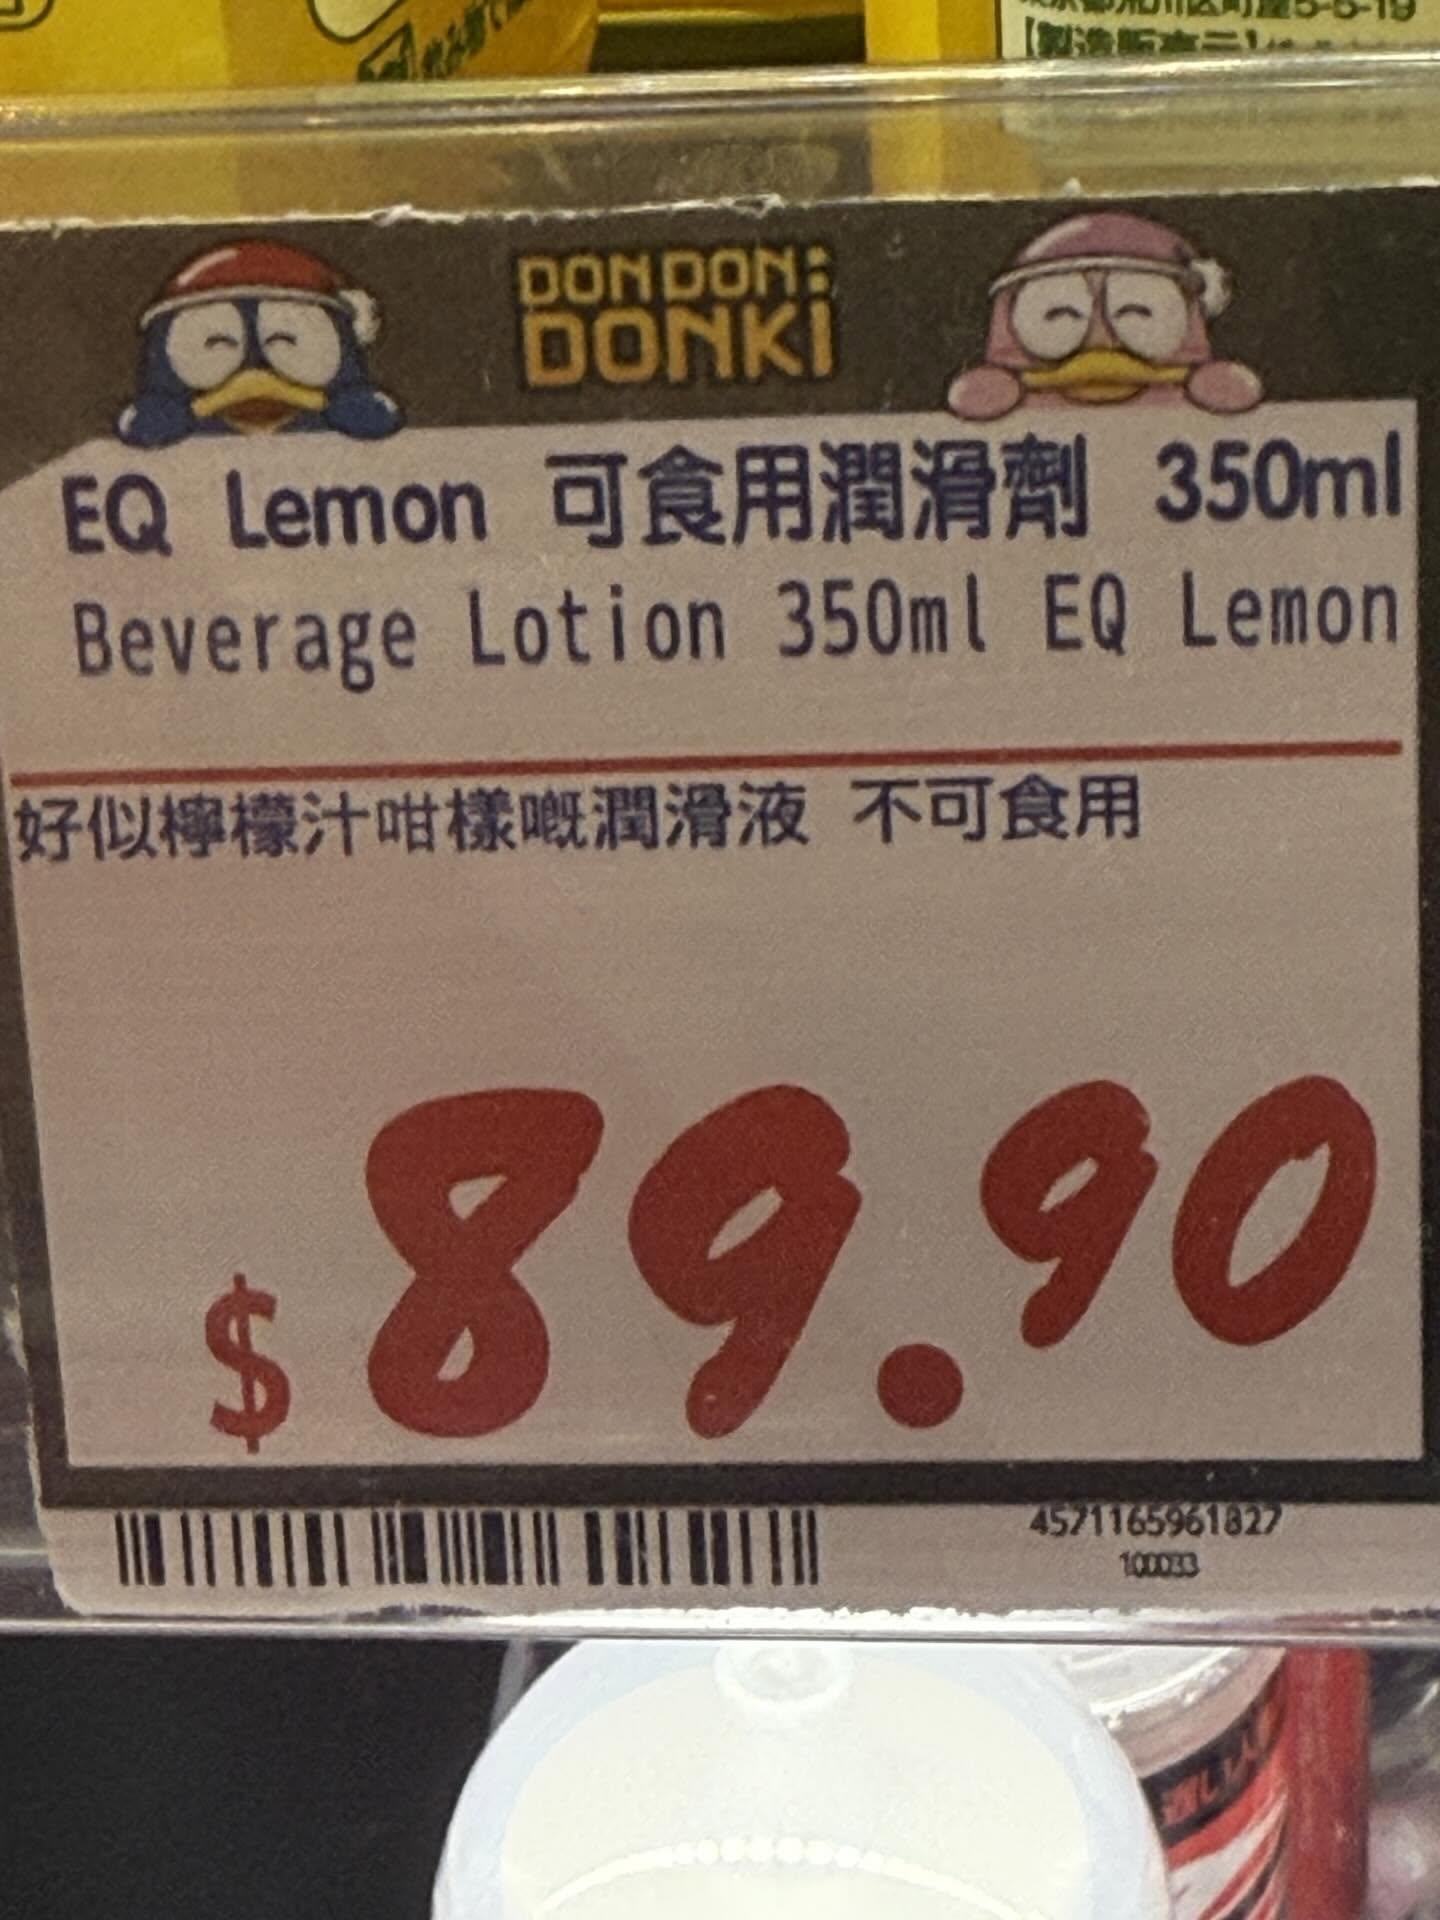 DON DON:
DONKi
EQ Lemon 可食用潤滑劑 350ml
Beverage Lotion 350ml EQ Lemon
好似檸檬汁咁樣嘅潤滑液 不可食用
$89.90
4571165961827
100033